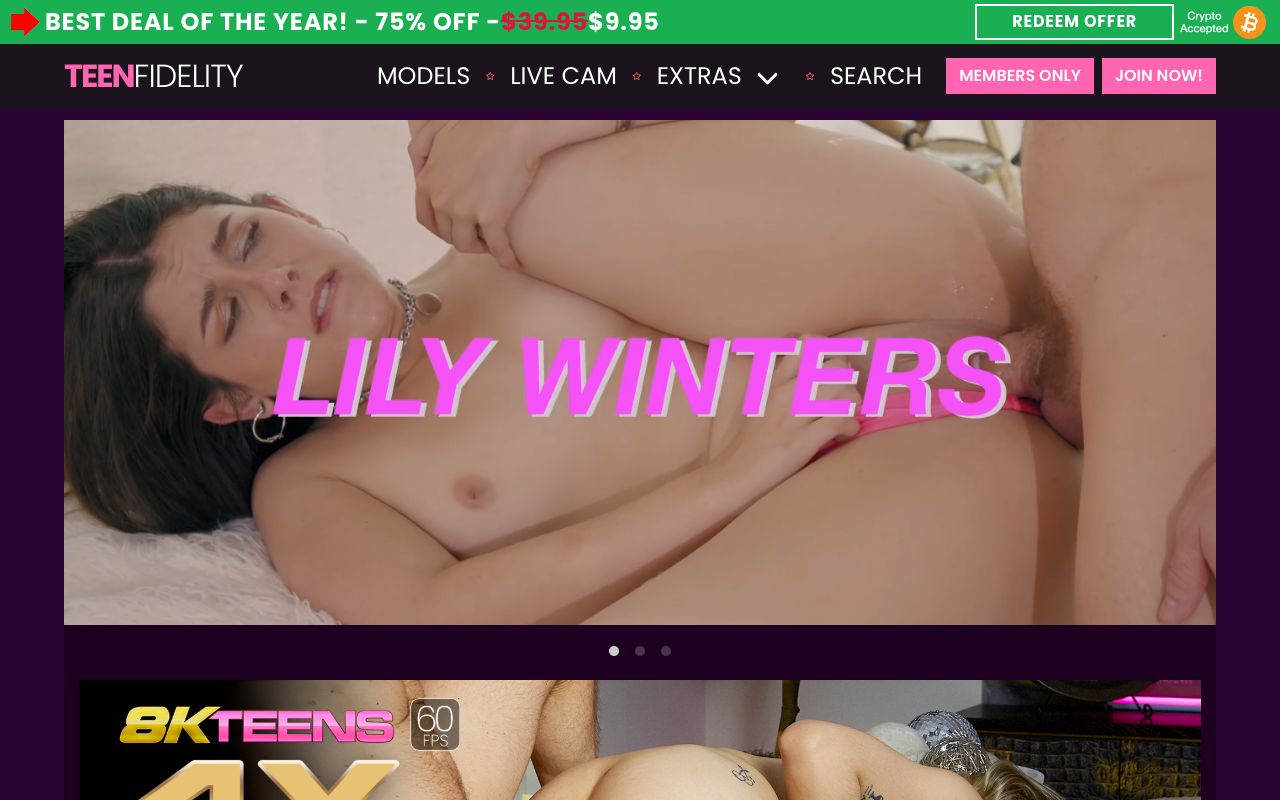 BEST DEAL OF THE YEAR! - 75% OFF - $39.95 $9.95
REDEEM OFFER
Crypto
Accepted
TEENFIDELITY
MODELS
LIVE CAM
EXTRAS
SEARCH
MEMBERS ONLY
JOIN NOW!
LILY WINTERS
8KTEENS
60
FPS
4X